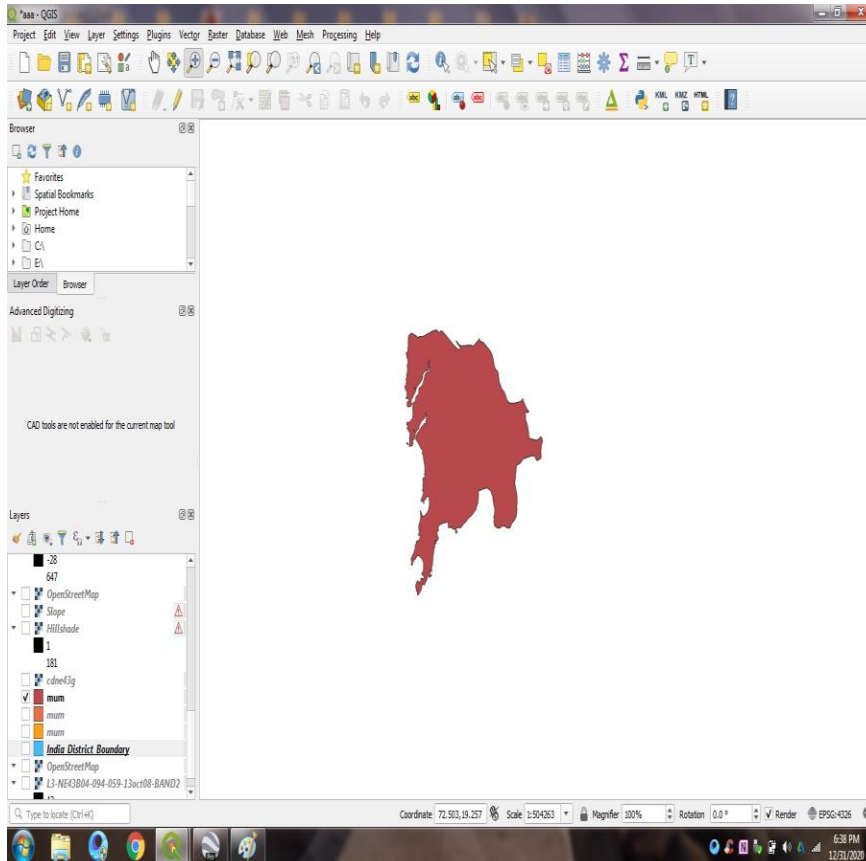 *aaa - QGIS
Project Edit View Layer Settings Plugins Vector Raster Database Web Mesh Processing Help
abc
KML KMZ HTML
Browser
Favorites
Spatial Bookmarks
Project Home
Home
C:\
E:\
Layer Order Browser
Advanced Digitizing
CAD tools are not enabled for the current map tool
Layers
-28
647
OpenStreetMap
Slope
Hillshade
1
181
cdne43g
mum
mum
mum
India District Boundary
OpenStreetMap
L3-NE43B04-094-059-13oct08-BAND2
Type to locate (Ctrl+K) Coordinate 72.503,19.257 Scale 1:504263 Magnifier 100% Rotation 0.0 ° Render EPSG:4326
6:38 PM
12/31/2020